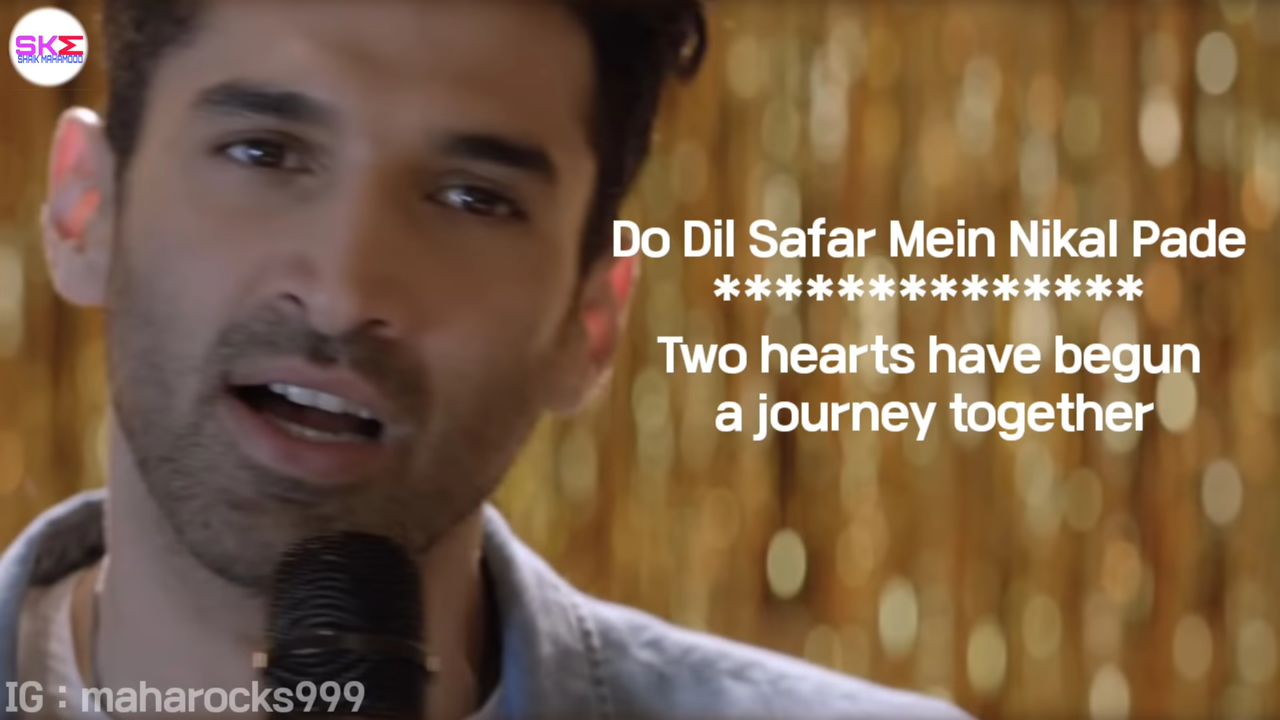 SKΣ
SHAIK MAHAMOOD
Do Dil Safar Mein Nikal Pade
**************
Two hearts have begun
a journey together
IG : maharocks999